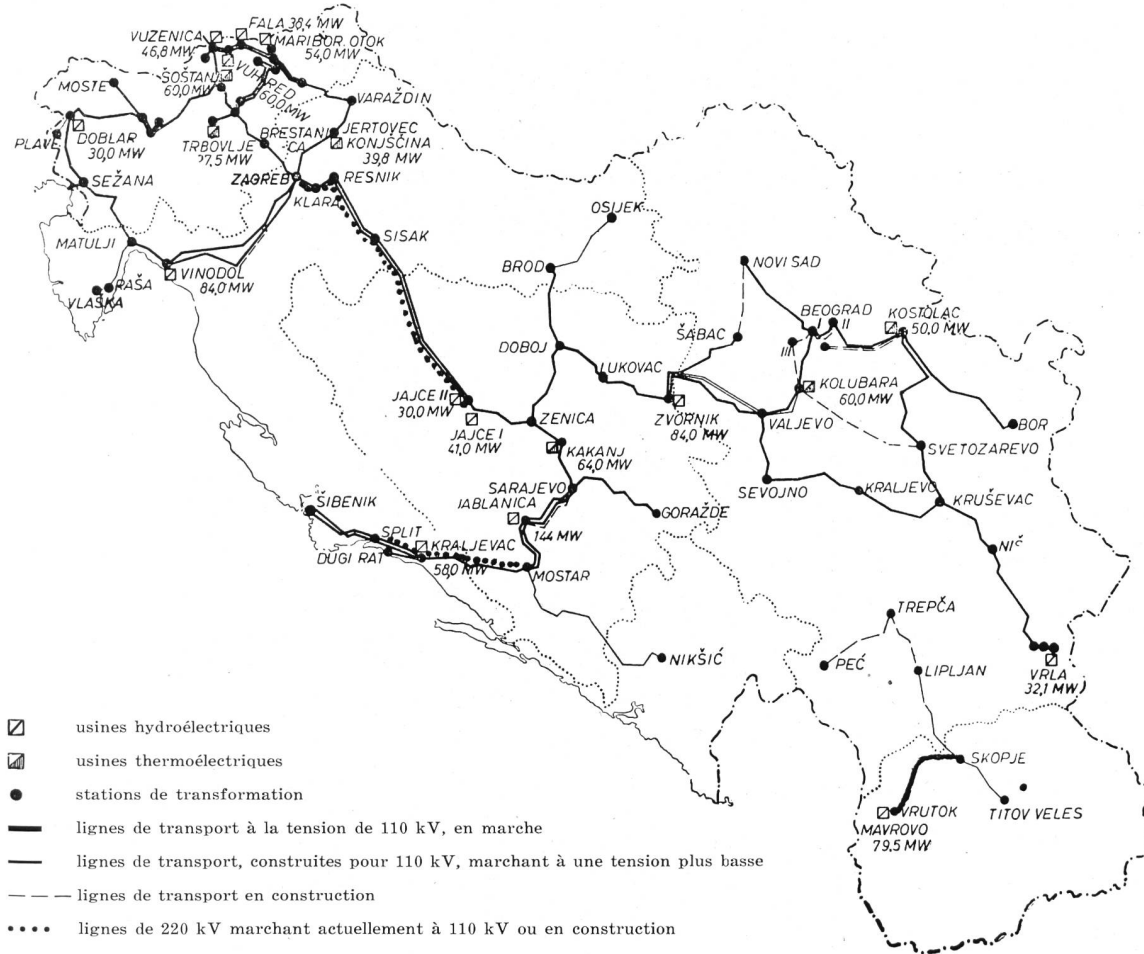 FALA 38,4 MW
VUZENICA
46,8 MW
MARIBOR. OTOK
54,0 MW
ŠOŠTANJ
60,0 MW
VUHRED
60,0 MW
MOSTE
VARAŽDIN
PLAVE
DOBLAR
30,0 MW
TRBOVLJE
27,5 MW
BRESTANI-
CA
JERTOVEC
KONJŠČINA
39,8 MW
SEŽANA
ZAGREB
RESNIK
KLARA
OSIJEK
SISAK
MATULJI
VINODOL
84,0 MW
RAŠA
VLAŠKA
BROD
NOVI SAD
BEOGRAD
I
II
III
KOSTOLAC
50,0 MW
ŠABAC
DOBOJ
LUKOVAC
KOLUBARA
60,0 MW
JAJCE II
30,0 MW
JAJCE I
41,0 MW
ZENICA
ZVORNIK
84,0 MW
VALJEVO
BOR
KAKANJ
64,0 MW
SVETOZAREVO
SARAJEVO
SEVOJNO
KRALJEVO
KRUŠEVAC
JABLANICA
144 MW
GORAŽDE
ŠIBENIK
SPLIT
KRALJEVAC
58,0 MW
DUGI RAT
MOSTAR
NIŠ
TREPČA
NIKŠIĆ
PEĆ
LIPLJAN
VRLA
32,1 MW
SKOPJE
VRUTOK
MAVROVO
79,5 MW
TITOV VELES
usines hydroélectriques
usines thermoélectriques
stations de transformation
lignes de transport à la tension de 110 kV, en marche
lignes de transport, construites pour 110 kV, marchant à une tension plus basse
lignes de transport en construction
lignes de 220 kV marchant actuellement à 110 kV ou en construction